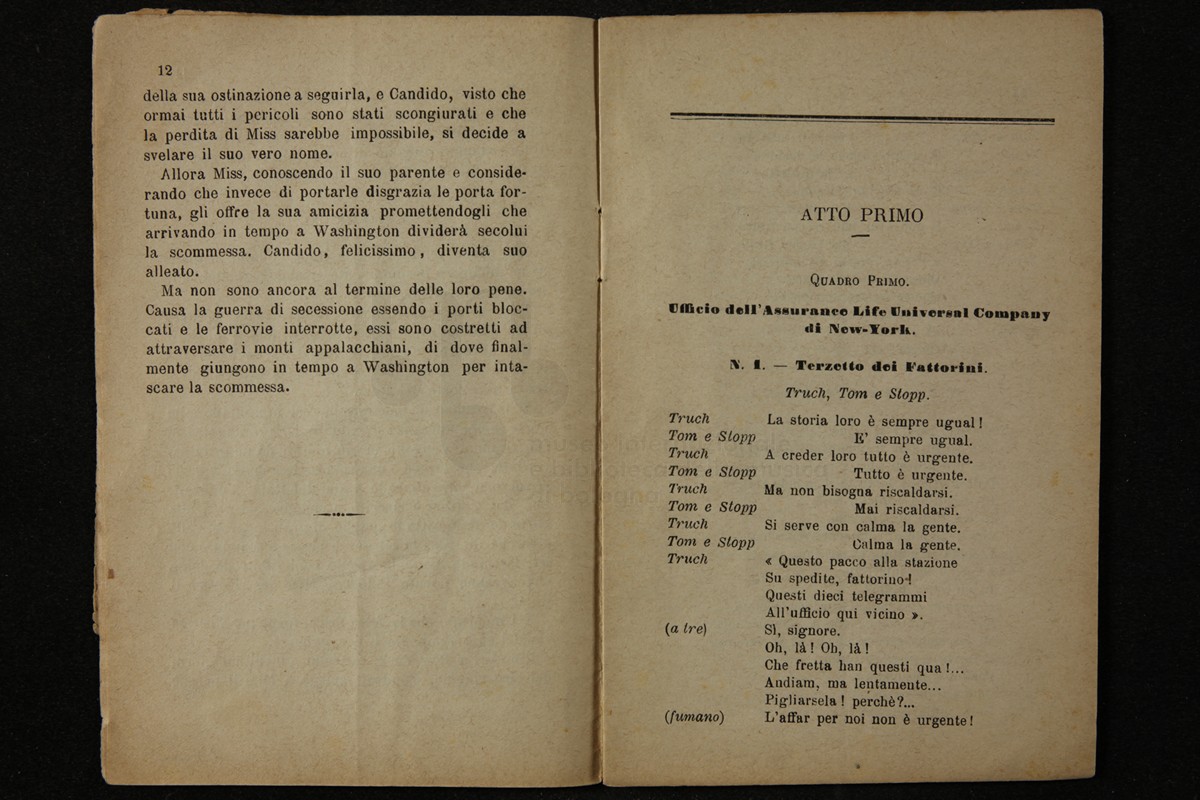 12
della sua ostinazione a seguirla, e Candido, visto che
ormai tutti i pericoli sono stati scongiurati e che
la perdita di Miss sarebbe impossibile, si decide a
svelare il suo vero nome.
Allora Miss, conoscendo il suo parente e conside-
rando che invece di portarle disgrazia le porta for-
tuna, gli offre la sua amicizia promettendogli che
arrivando in tempo a Washington dividerà secolui
la scommessa. Candido, felicissimo, diventa suo
alleato.
Ma non sono ancora al termine delle loro pene.
Causa la guerra di secessione essendo i porti bloc-
cati e le ferrovie interrotte, essi sono costretti ad
attraversare i monti appalacchiani, di dove final-
mente giungono in tempo a Washington per inta-
scare la scommessa.
ATTO PRIMO
QUADRO PRIMO.
Ufficio dell'Assurance Life Universal Company
di New-York.
N. 1. — Terzetto dei Fattorini.
Truch, Tom e Stopp.
Truch La storia loro è sempre ugual!
Tom e Stopp E' sempre ugual.
Truch A creder loro tutto è urgente.
Tom e Stopp Tutto è urgente.
Truch Ma non bisogna riscaldarsi.
Tom e Stopp Mai riscaldarsi.
Truch Si serve con calma la gente.
Tom e Stopp Calma la gente.
Truch « Questo pacco alla stazione
Su spedite, fattorino!
Questi dieci telegrammi
All'ufficio qui vicino ».
(a tre) Sì, signore.
Oh, là! Oh, là!
Che fretta han questi qua!...
Andiam, ma lentamente...
Pigliarsela! perchè?...
(fumano) L'affar per noi non è urgente!